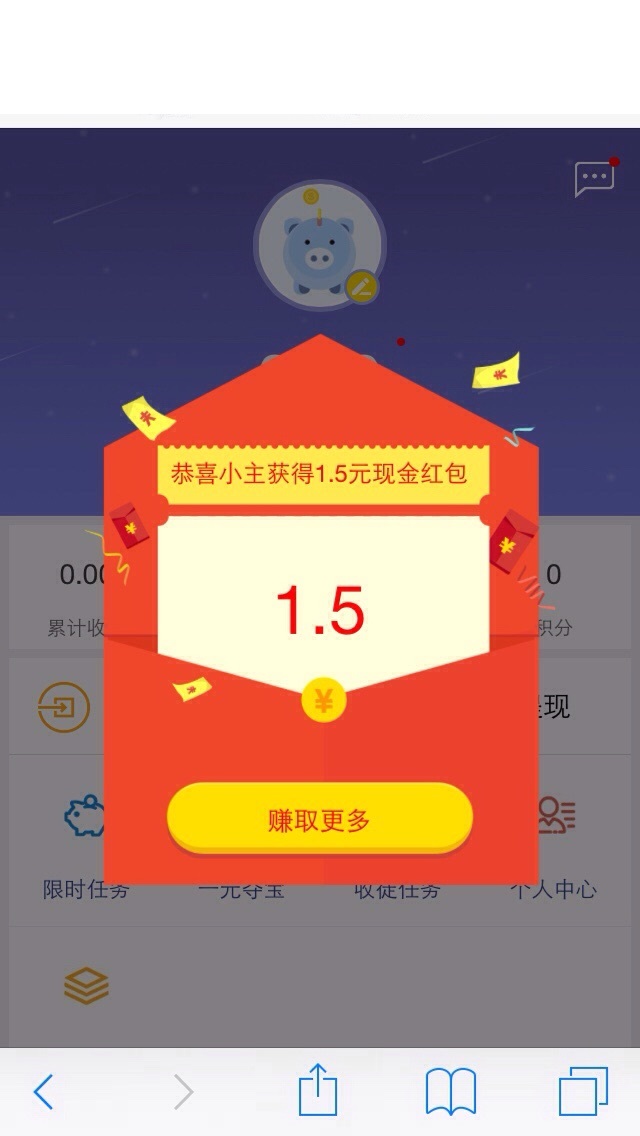 恭喜小主获得1.5元现金红包
1.5
¥
赚取更多
0.00
0
累计收
积分
现
限时任务
一元夺宝
收徒任务
个人中心